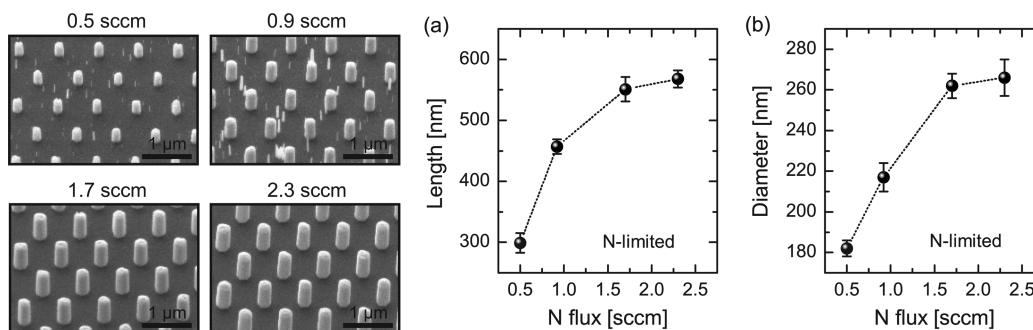 0.5 sccm
0.9 sccm
1 µm
1 µm
1.7 sccm
2.3 sccm
1 µm
1 µm
(a)
600
500
400
300
Length [nm]
N-limited
0.5 1.0 1.5 2.0 2.5
N flux [sccm]
(b)
280
260
240
220
200
180
Diameter [nm]
N-limited
0.5 1.0 1.5 2.0 2.5
N flux [sccm]